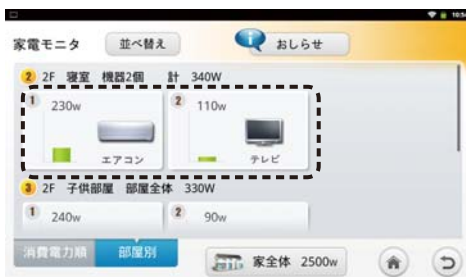 10:54
家電モニタ 並べ替え おしらせ
2 2F 寝室 機器2個 計 340W
1 230w エアコン
2 110w テレビ
3 2F 子供部屋 部屋全体 330W
1 240w
2 90w
消費電力順 部屋別 家全体 2500w